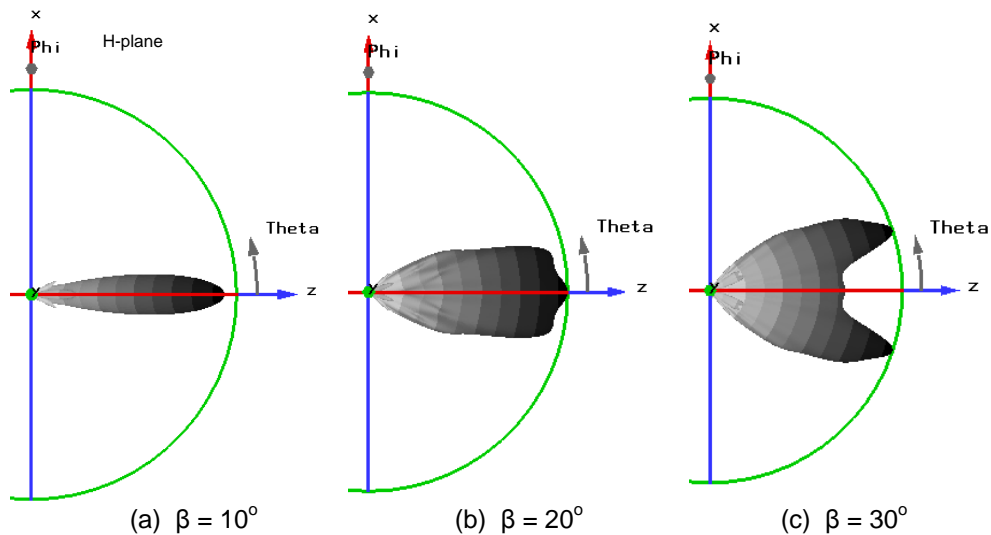 x
Phi
H-plane
Theta
y
z
(a) β = 10°
x
Phi
Theta
y
z
(b) β = 20°
x
Phi
Theta
y
z
(c) β = 30°